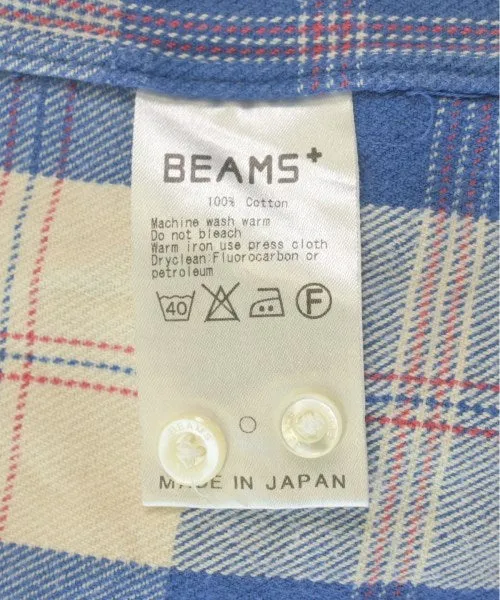 BEAMS+
100% Cotton
Machine wash warm
Do not bleach
Warm iron use press cloth
Dryclean Fluorocarbon or
petroleum
40 F
BEAMS
MADE IN JAPAN